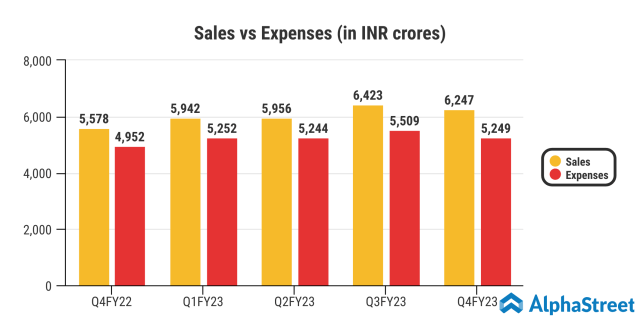 Sales vs Expenses (in INR crores)
8,000
6,000
4,000
2,000
0
5,578
4,952
5,942
5,252
5,956
5,244
6,423
5,509
6,247
5,249
Sales
Expenses
Q4FY22
Q1FY23
Q2FY23
Q3FY23
Q4FY23
AlphaStreet